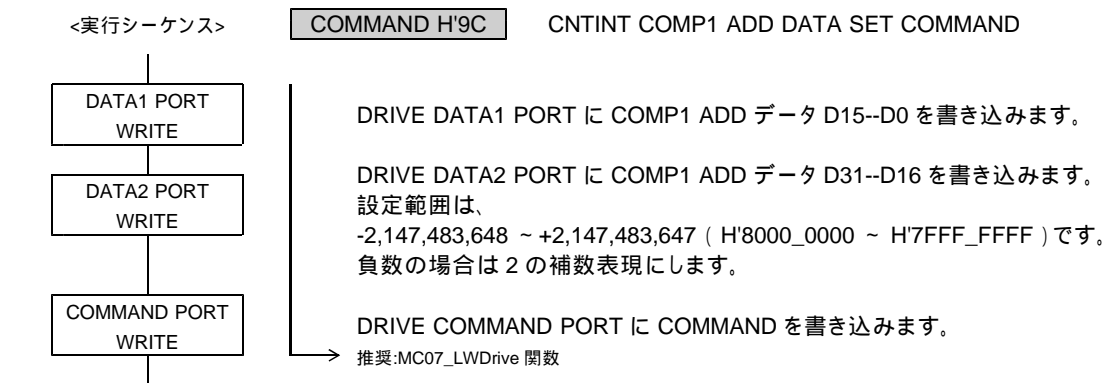 <実行シーケンス> COMMAND H'9C CNTINT COMP1 ADD DATA SET COMMAND
DATA1 PORT
WRITE
DRIVE DATA1 PORT に COMP1 ADD データ D15--D0 を書き込みます。
DATA2 PORT
WRITE
DRIVE DATA2 PORT に COMP1 ADD データ D31--D16 を書き込みます。
設定範囲は、
-2,147,483,648 ~ +2,147,483,647 ( H'8000_0000 ~ H'7FFF_FFFF ) です。
負数の場合は 2 の補数表現にします。
COMMAND PORT
WRITE
DRIVE COMMAND PORT に COMMAND を書き込みます。
推奨:MC07_LWDrive 関数